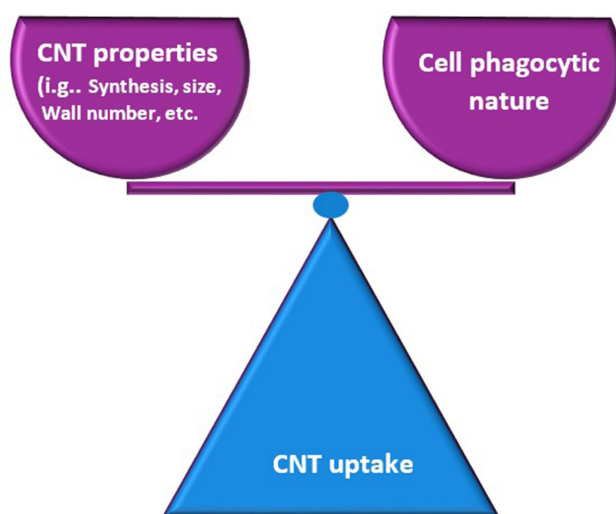 CNT properties
(i.g.. Synthesis, size,
Wall number, etc.
Cell phagocytic
nature
CNT uptake